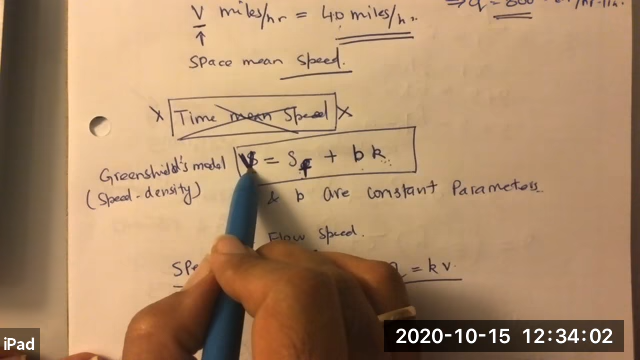 V miles/hr = 40 miles/hr.
↑
Space mean speed.
x Time mean Speed x
Greenshield's model = Sf + bk
(Speed-density)
& b are constant Parameters.
Flow Speed.
= kv.
iPad
2020-10-15 12:34:02